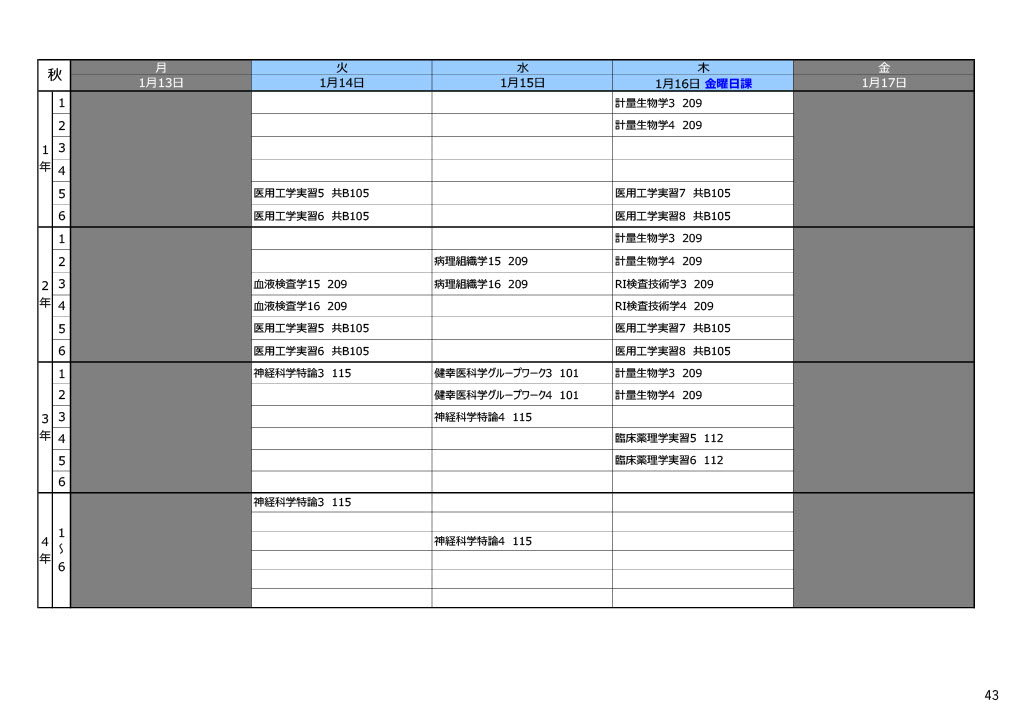 秋 月 火 水 木 金
1月13日 1月14日 1月15日 1月16日 金曜日課 1月17日
1年
1 計量生物学3 209
2 計量生物学4 209
3
4
5 医用工学実習5 共B105 医用工学実習7 共B105
6 医用工学実習6 共B105 医用工学実習8 共B105
2年
1 計量生物学3 209
2 病理組織学15 209 計量生物学4 209
3 血液検査学15 209 病理組織学16 209 RI検査技術学3 209
4 血液検査学16 209 RI検査技術学4 209
5 医用工学実習5 共B105 医用工学実習7 共B105
6 医用工学実習6 共B105 医用工学実習8 共B105
3年
1 神経科学特論3 115 健幸医科学グループワーク3 101 計量生物学3 209
2 健幸医科学グループワーク4 101 計量生物学4 209
3 神経科学特論4 115
4 臨床薬理学実習5 112
5 臨床薬理学実習6 112
6
4年
1～6
神経科学特論3 115
神経科学特論4 115
43